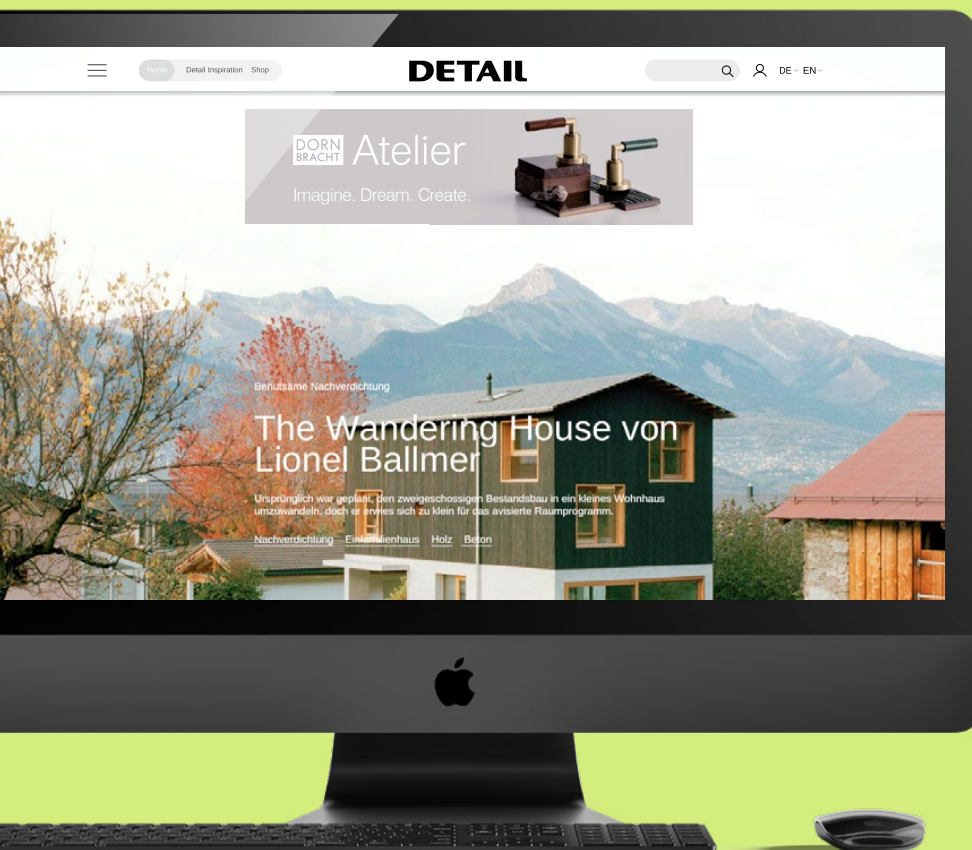 Home Detail Inspiration Shop
DETAIL
DE EN
DORN
BRACHT
Atelier
Imagine. Dream. Create.
Behutsame Nachverdichtung
The Wandering House von
Lionel Ballmer
Ursprünglich war geplant, den zweigeschossigen Bestandsbau in ein kleines Wohnhaus
umzuwandeln, doch er erwies sich zu klein für das avisierte Raumprogramm.
Nachverdichtung Einfamilienhaus Holz Beton